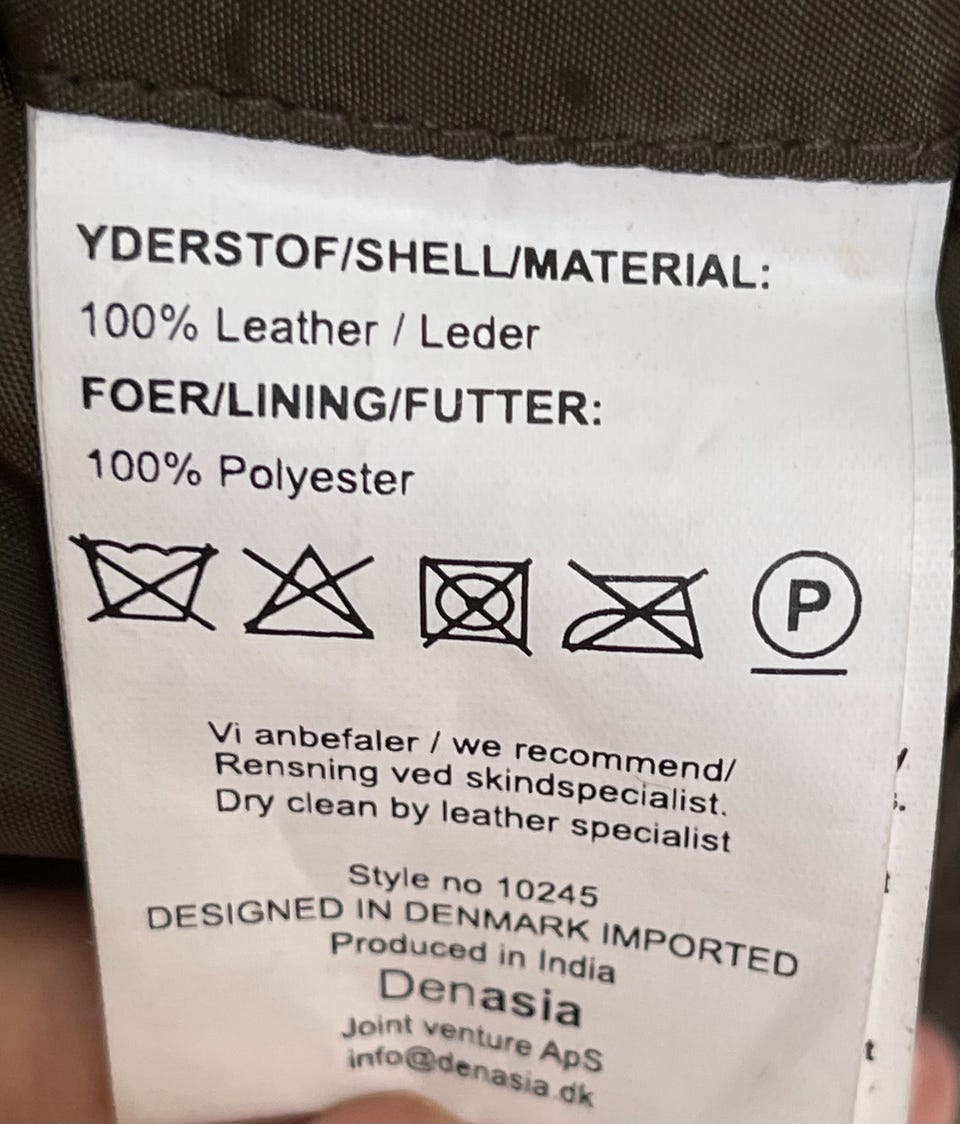 YDERSTOF/SHELL/MATERIAL:
100% Leather / Leder
FOER/LINING/FUTTER:
100% Polyester
P
Vi anbefaler / we recommend/
Rensning ved skindspecialist.
Dry clean by leather specialist
Style no 10245
DESIGNED IN DENMARK IMPORTED
Produced in India
Denasia
Joint venture ApS
info@denasia.dk